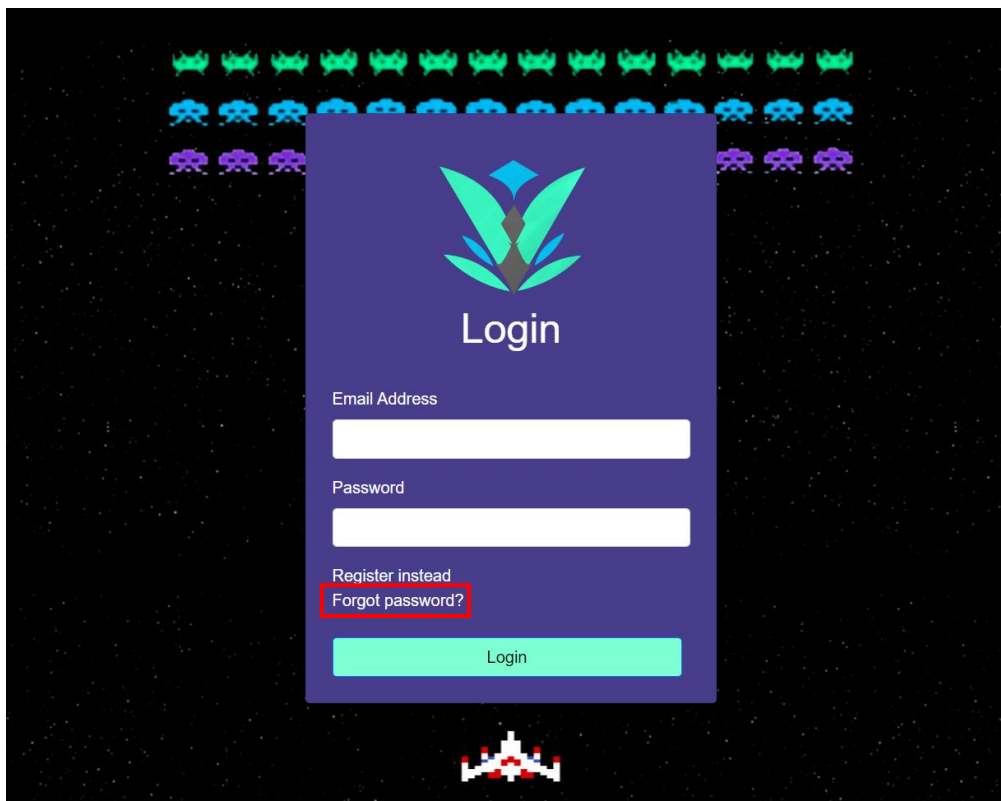 Login
Email Address
Password
Register instead
Forgot password?
Login